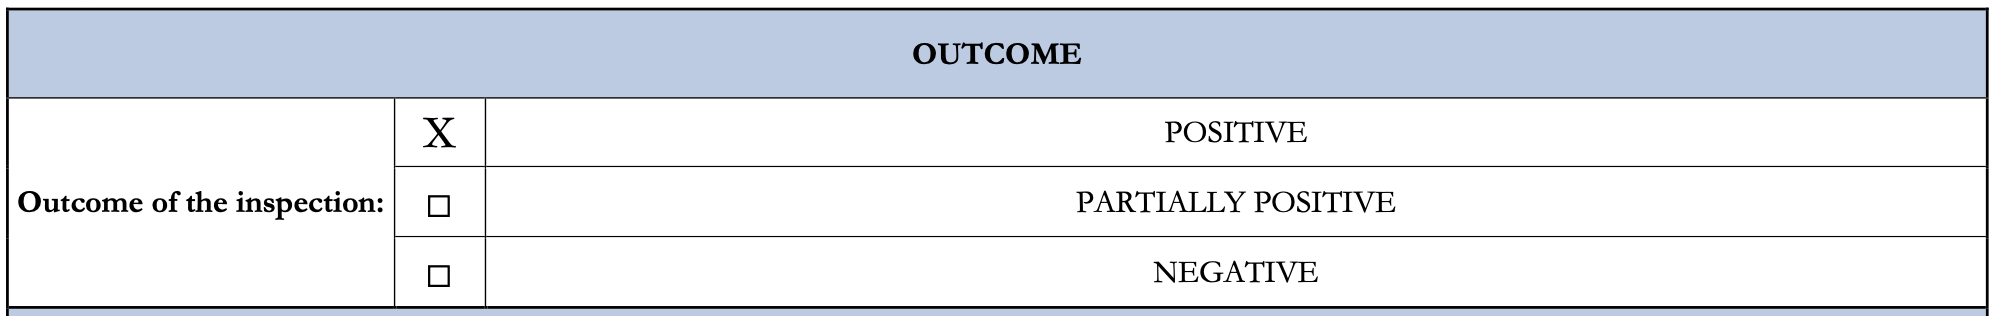 OUTCOME
X POSITIVE
Outcome of the inspection: ☐ PARTIALLY POSITIVE
☐ NEGATIVE